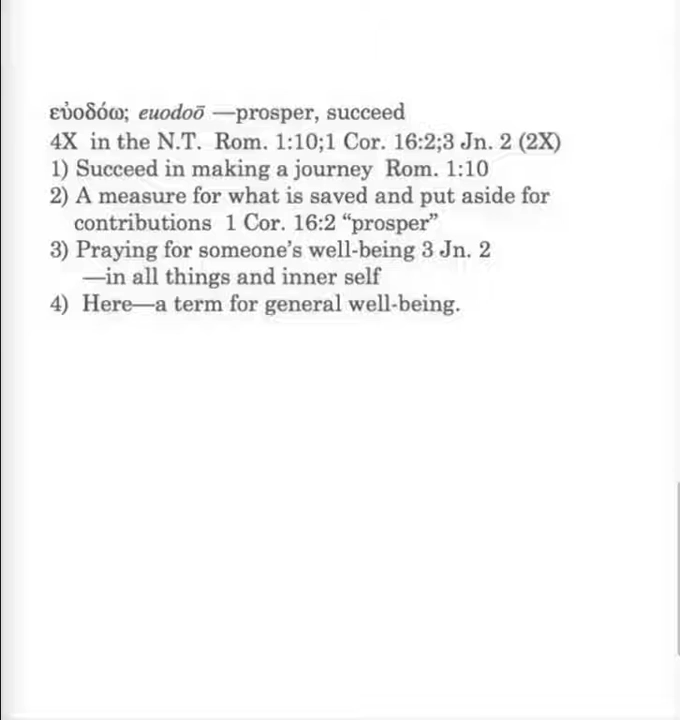 εὐοδόω; euodoō —prosper, succeed
4X in the N.T. Rom. 1:10;1 Cor. 16:2;3 Jn. 2 (2X)
1) Succeed in making a journey Rom. 1:10
2) A measure for what is saved and put aside for
contributions 1 Cor. 16:2 “prosper”
3) Praying for someone’s well-being 3 Jn. 2
—in all things and inner self
4) Here—a term for general well-being.